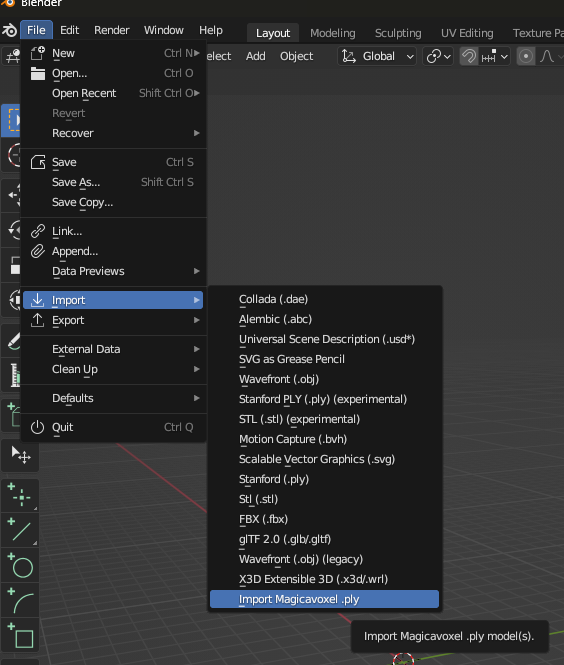 Blender
File Edit Render Window Help Layout Modeling Sculpting UV Editing Texture Pa
elect Add Object Global
New Ctrl N
Open... Ctrl O
Open Recent Shift Ctrl O
Revert
Recover
Save Ctrl S
Save As... Shift Ctrl S
Save Copy...
Link...
Append...
Data Previews
Import
Export
External Data
Clean Up
Defaults
Quit Ctrl Q
Collada (.dae)
Alembic (.abc)
Universal Scene Description (.usd*)
SVG as Grease Pencil
Wavefront (.obj)
Stanford PLY (.ply) (experimental)
STL (.stl) (experimental)
Motion Capture (.bvh)
Scalable Vector Graphics (.svg)
Stanford (.ply)
Stl (.stl)
FBX (.fbx)
glTF 2.0 (.glb/.gltf)
Wavefront (.obj) (legacy)
X3D Extensible 3D (.x3d/.wrl)
Import Magicavoxel .ply
Import Magicavoxel .ply model(s).